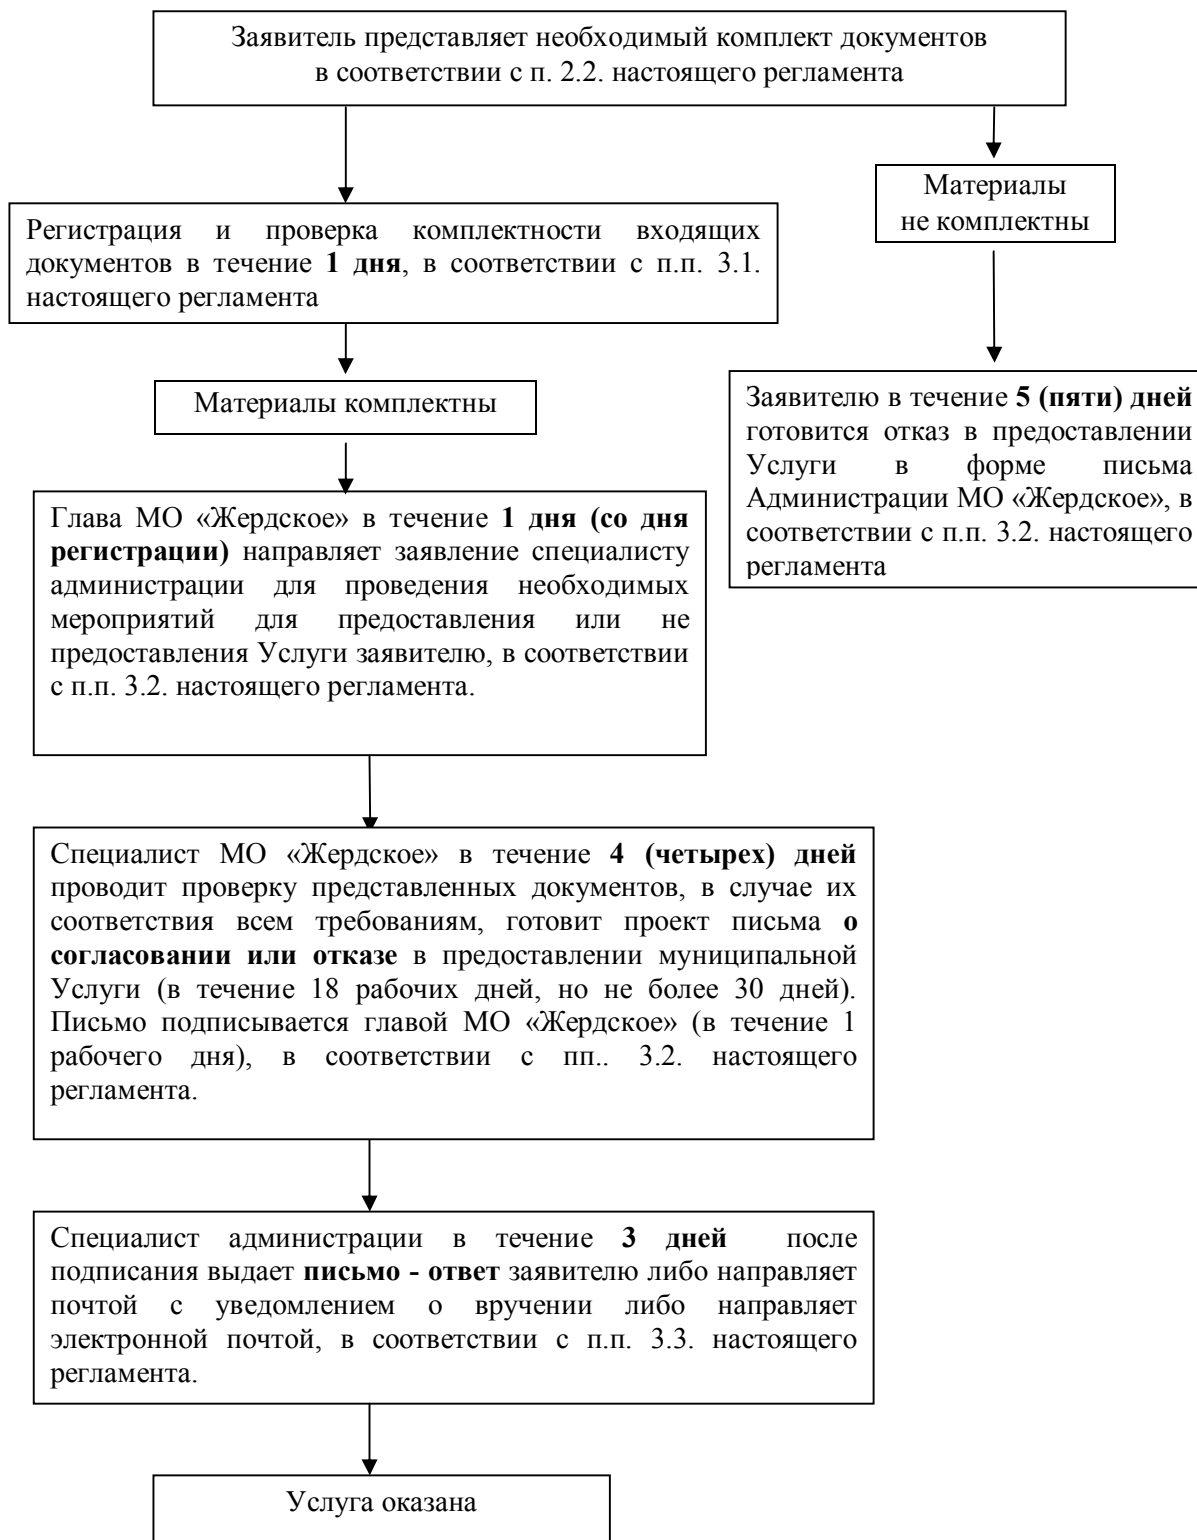 Заявитель представляет необходимый комплект документов
в соответствии с п. 2.2. настоящего регламента
Материалы
не комплектны
Регистрация и проверка комплектности входящих
документов в течение 1 дня, в соответствии с п.п. 3.1.
настоящего регламента
Материалы комплектны
Заявителю в течение 5 (пяти) дней
готовится отказ в предоставлении
Услуги в форме письма
Администрации МО «Жердское», в
соответствии с п.п. 3.2. настоящего
регламента
Глава МО «Жердское» в течение 1 дня (со дня
регистрации) направляет заявление специалисту
администрации для проведения необходимых
мероприятий для предоставления или не
предоставления Услуги заявителю, в соответствии
с п.п. 3.2. настоящего регламента.
Специалист МО «Жердское» в течение 4 (четырех) дней
проводит проверку представленных документов, в случае их
соответствия всем требованиям, готовит проект письма о
согласовании или отказе в предоставлении муниципальной
Услуги (в течение 18 рабочих дней, но не более 30 дней).
Письмо подписывается главой МО «Жердское» (в течение 1
рабочего дня), в соответствии с пп.. 3.2. настоящего
регламента.
Специалист администрации в течение 3 дней после
подписания выдает письмо - ответ заявителю либо направляет
почтой с уведомлением о вручении либо направляет
электронной почтой, в соответствии с п.п. 3.3. настоящего
регламента.
Услуга оказана